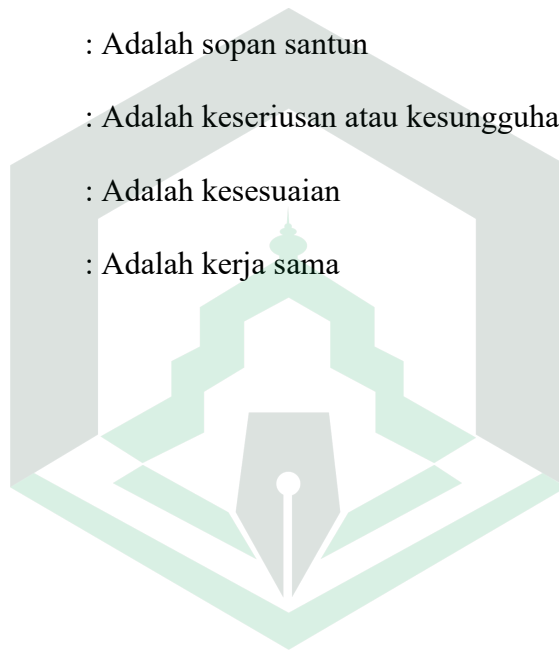 : Adalah sopan santun
: Adalah keseriusan atau kesungguha
: Adalah kesesuaian
: Adalah kerja sama